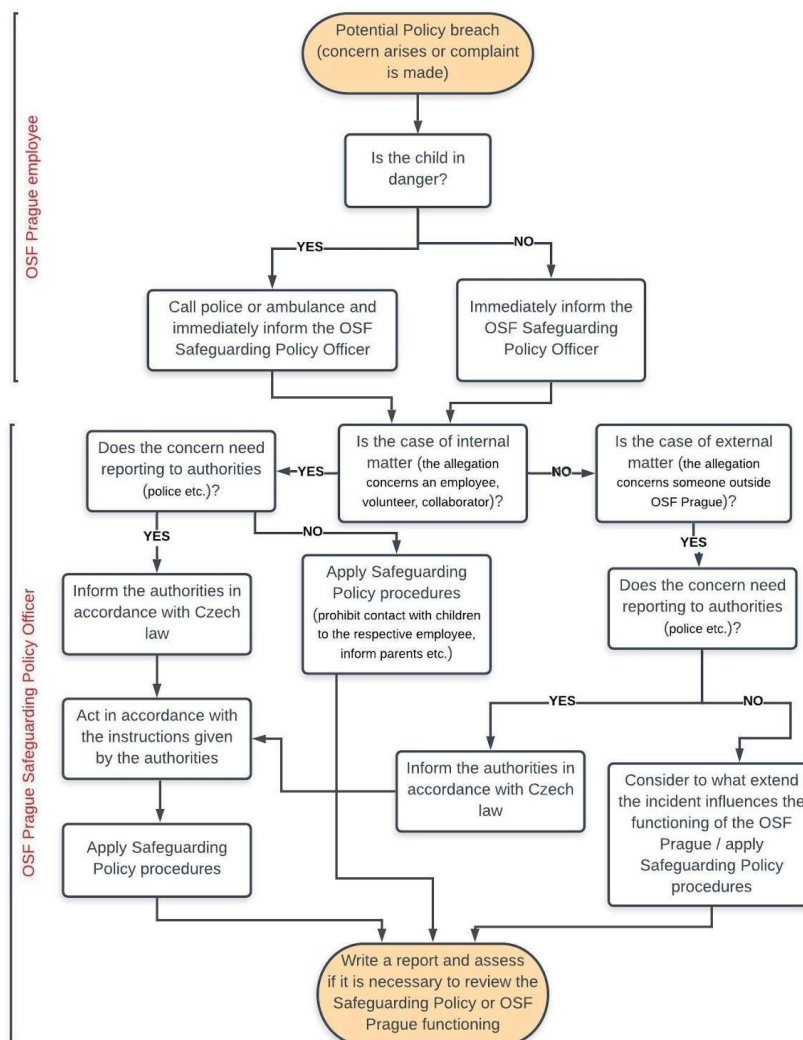 Potential Policy breach
(concern arises or complaint
is made)
OSF Prague employee
Is the child in
danger?
YES
NO
Call police or ambulance and
immediately inform the OSF
Safeguarding Policy Officer
Immediately inform the
OSF Safeguarding
Policy Officer
OSF Prague Safeguarding Policy Officer
Does the concern need
reporting to authorities
(police etc.)?
YES
Is the case of internal
matter (the allegation
concerns an employee,
volunteer, collaborator)?
NO
Is the case of external
matter (the allegation
concerns someone outside
OSF Prague)?
YES
NO
YES
Inform the authorities in
accordance with Czech
law
Apply Safeguarding
Policy procedures
(prohibit contact with children
to the respective employee,
inform parents etc.)
Does the concern need
reporting to authorities
(police etc.)?
YES
NO
Act in accordance with
the instructions given
by the authorities
Inform the authorities in
accordance with Czech
law
Consider to what extend
the incident influences the
functioning of the OSF
Prague / apply
Safeguarding Policy
procedures
Apply Safeguarding
Policy procedures
Write a report and assess
if it is necessary to review the
Safeguarding Policy or OSF
Prague functioning